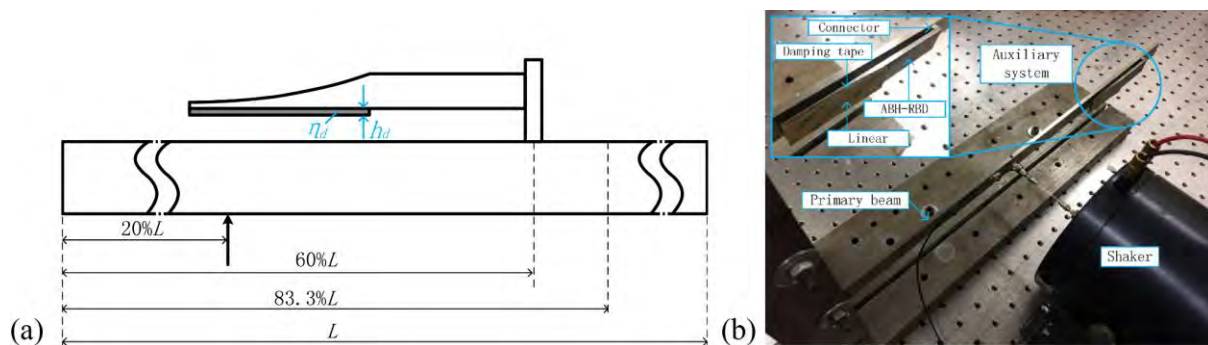 η_d
h_d
20%L
60%L
83.3%L
L
(a)
Connector
Damping tape
ABH-RBD
Linear
Auxiliary
system
Primary beam
Shaker
(b)